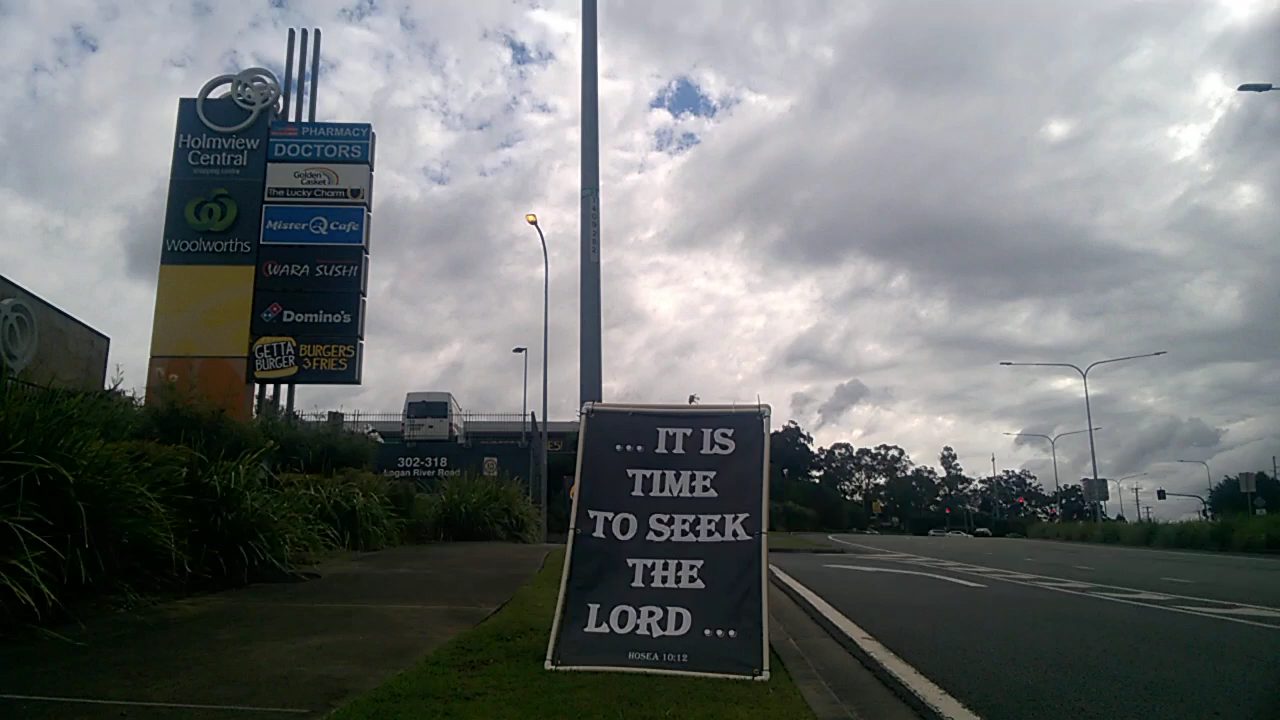 Holmview
Central
shopping centre
WOOLWORTHS
PHARMACY
DOCTORS
Golden
Casket
The Lucky Charm
Mister Q Cafe
WARA SUSHI
Domino's
GETTA
BURGER
BURGERS
& FRIES
302-318
Logan River Road
... IT IS
TIME
TO SEEK
THE
LORD ...
HOSEA 10:12